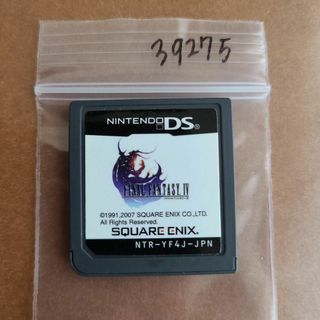 39275
NINTENDO DS
FINAL FANTASY IV
©1991, 2007 SQUARE ENIX CO., LTD.
All Rights Reserved.
SQUARE ENIX.
NTR-YF4J-JPN